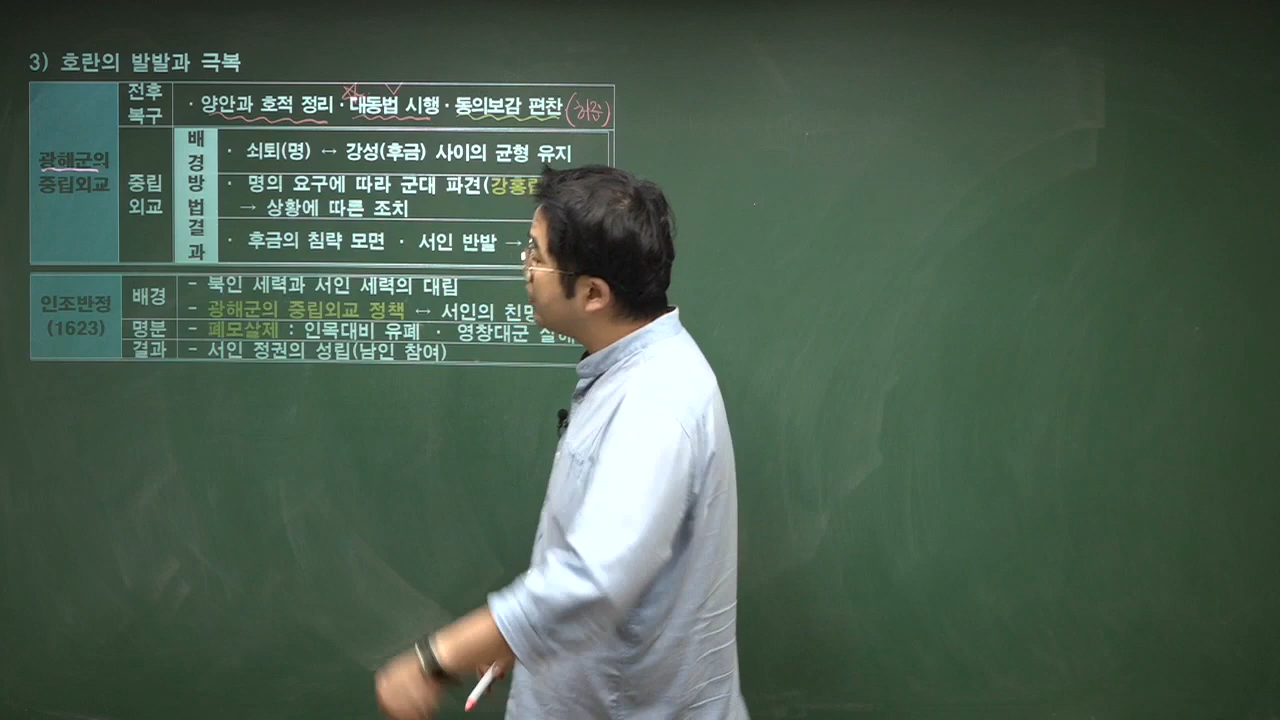 3) 호란의 발발과 극복
광해군의
중립외교
전후
복구
· 양안과 호적 정리 · 대동법 시행 · 동의보감 편찬 (허준)
중립
외교
배경
· 쇠퇴(명) ↔ 강성(후금) 사이의 균형 유지
방법
· 명의 요구에 따라 군대 파견(강홍
→ 상황에 따른 조치
결과
· 후금의 침략 모면 · 서인 반발 →
인조반정
(1623)
배경
- 북인 세력과 서인 세력의 대립
- 광해군의 중립외교 정책 ↔ 서인의 친명
명분
- 폐모살제 : 인목대비 유폐 · 영창대군 살해
결과
- 서인 정권의 성립(남인 참여)